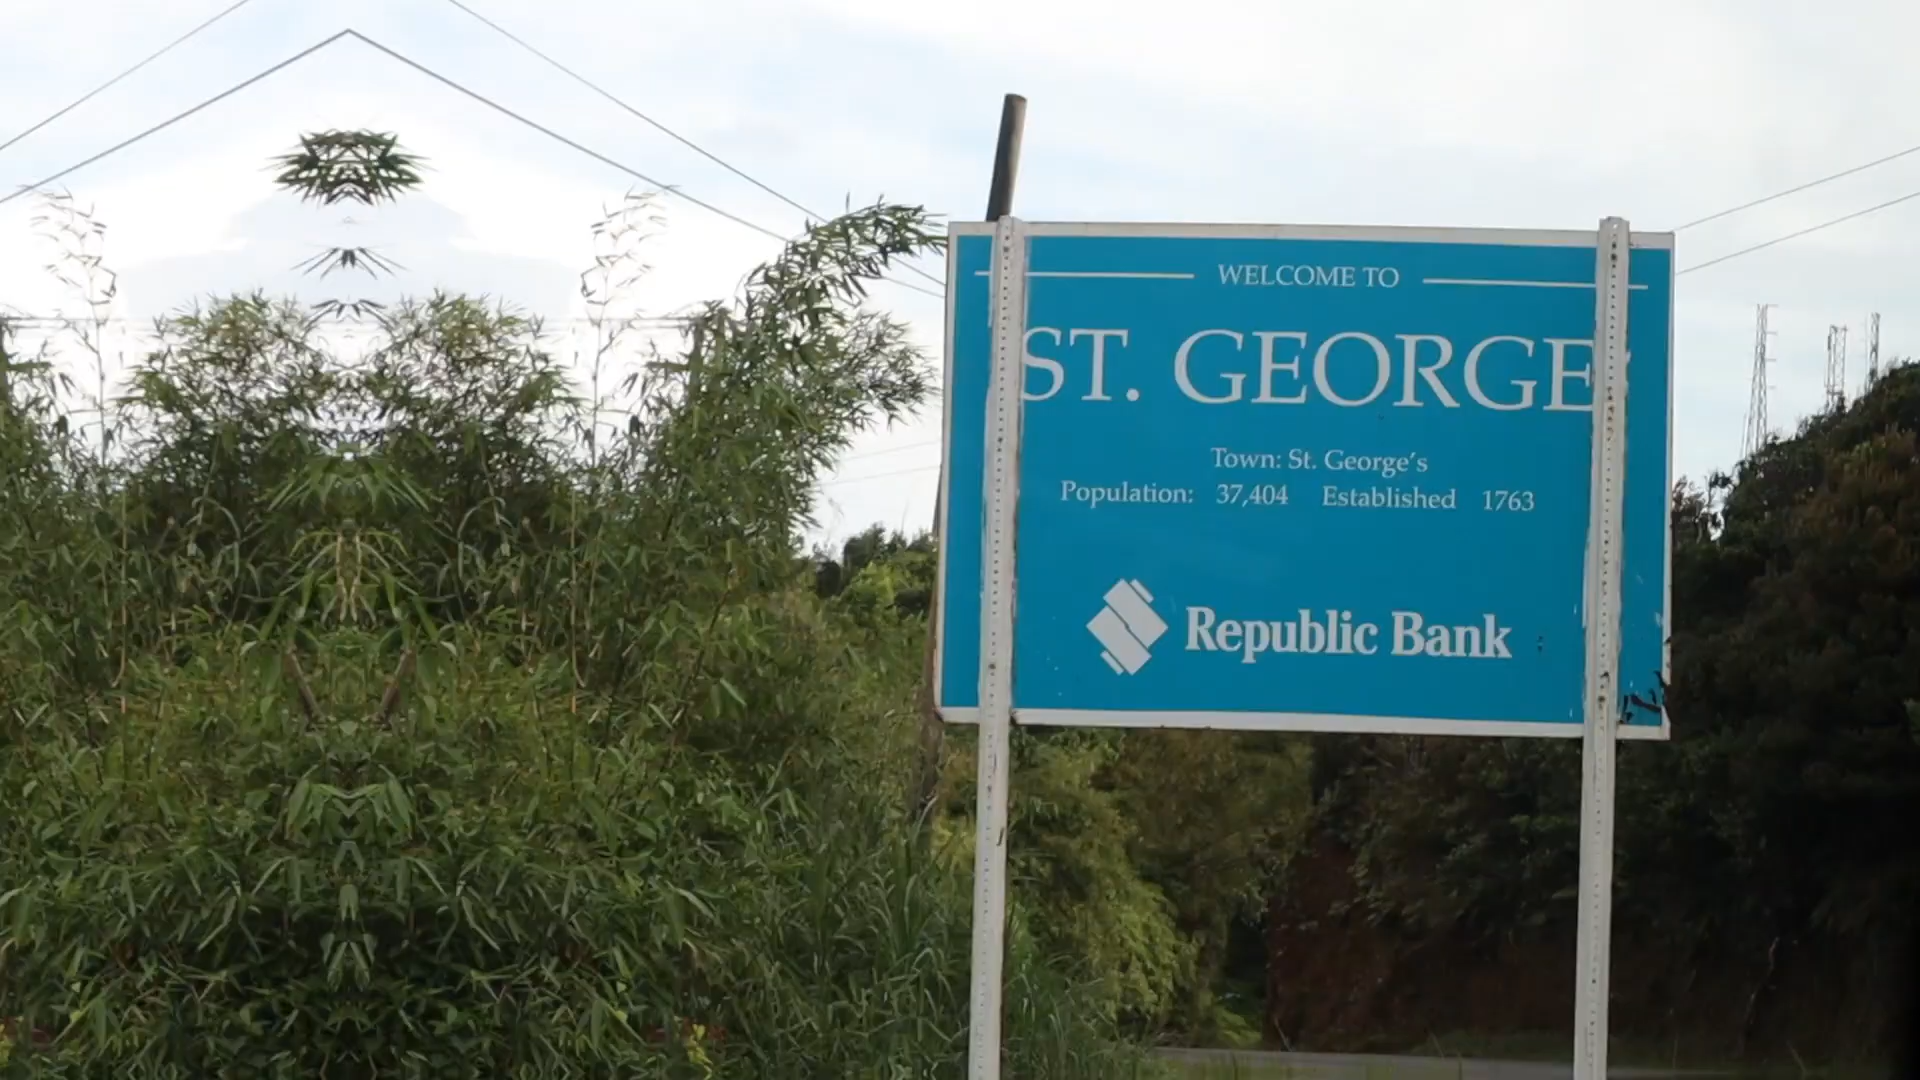 WELCOME TO
ST. GEORGE
Town: St. George's
Population: 37,404 Established 1763
Republic Bank